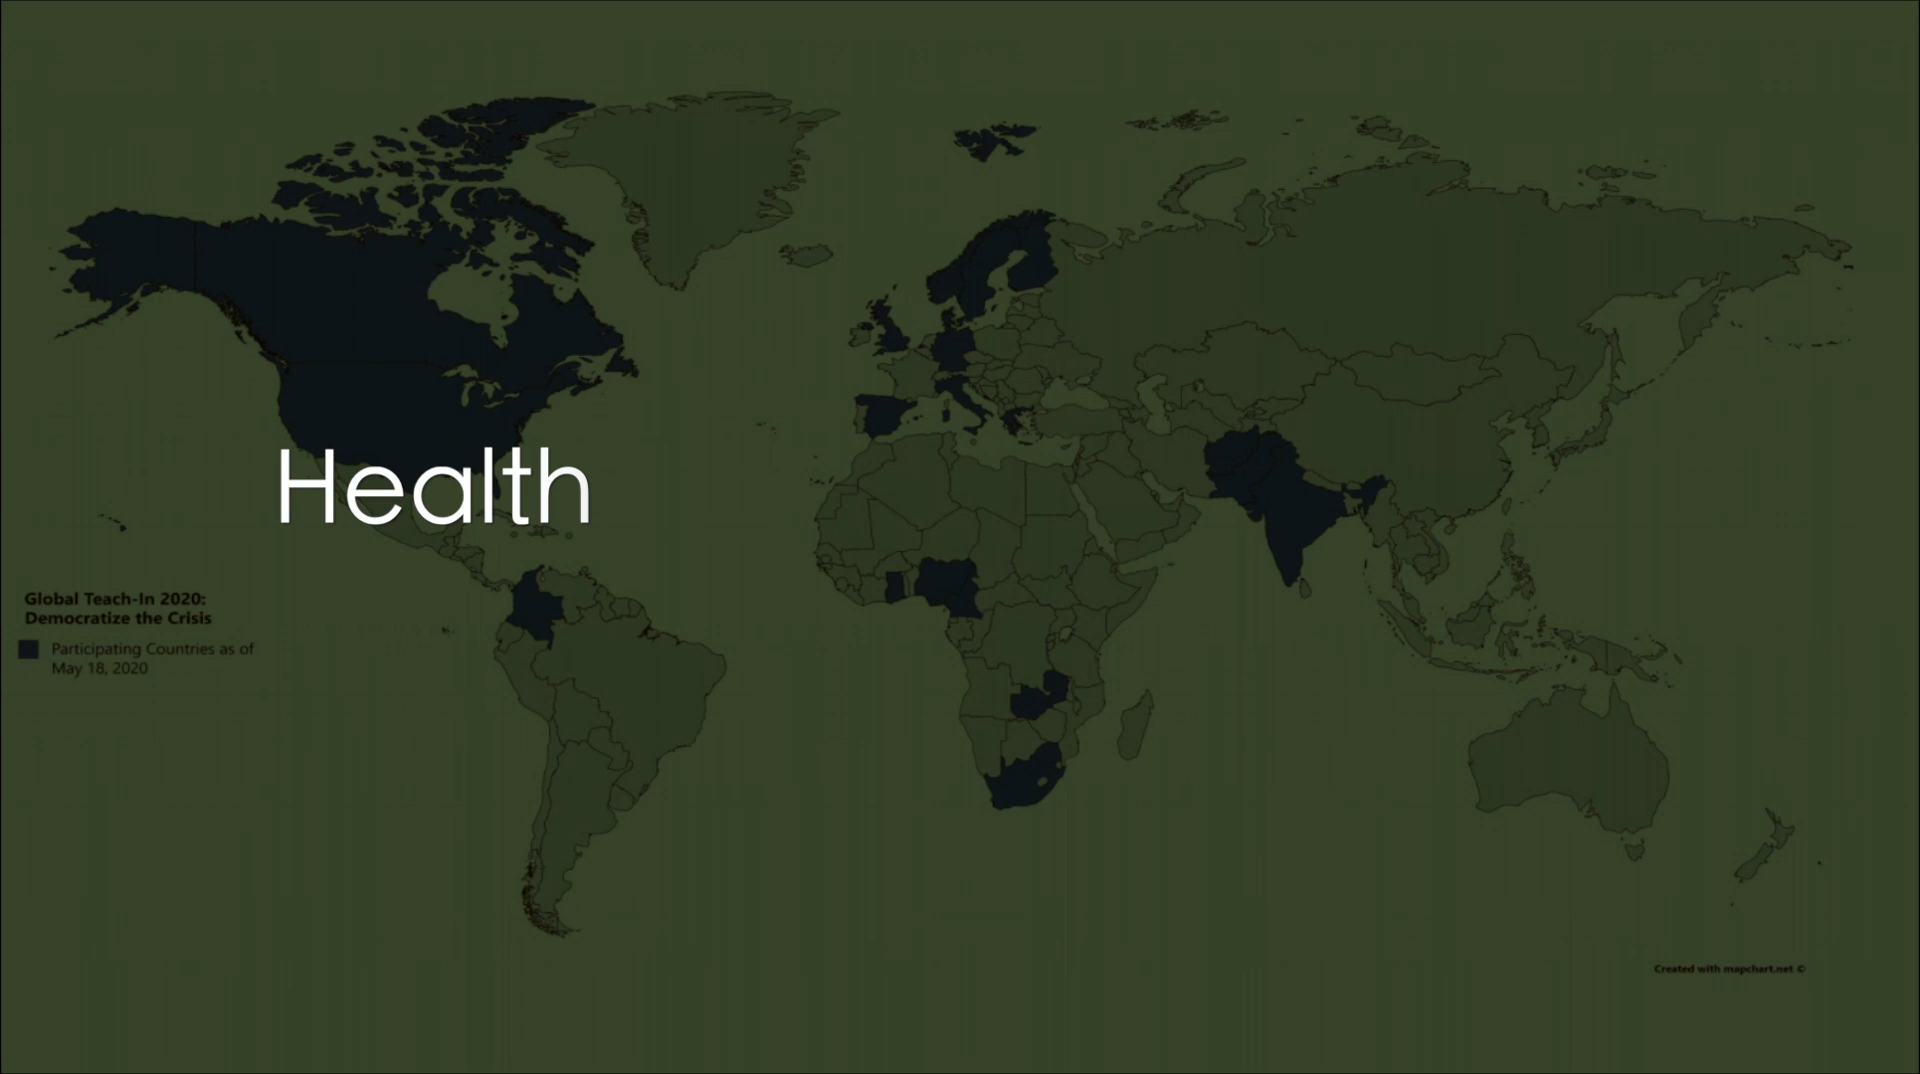 Health
Global Teach-In 2020:
Democratize the Crisis
Participating Countries as of
May 18, 2020
Created with mapchart.net ©